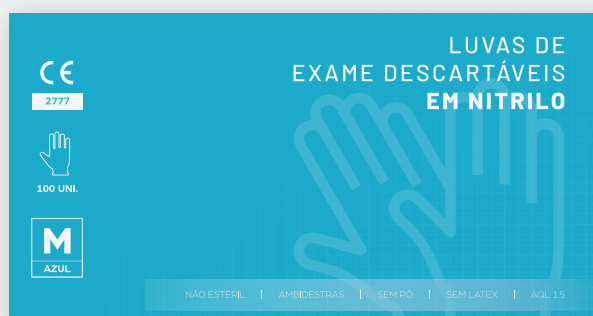 CE
2777
100 UNI.
M
AZUL
LUVAS DE
EXAME DESCARTÁVEIS
EM NITRILO
NÃO ESTÉRIL | AMBIDESTRAS | SEM PÓ | SEM LATEX | AQL 1.5